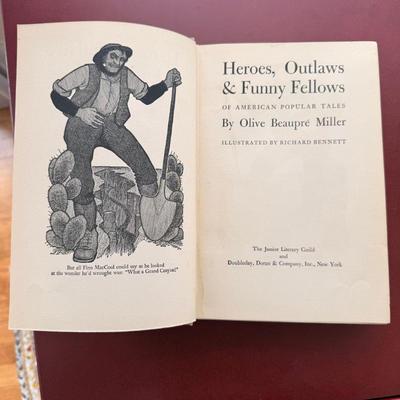 But all Finn MacCool could say as he looked
at the wonder he'd wrought was: "What a Grand Canyon!"
Heroes, Outlaws
& Funny Fellows
OF AMERICAN POPULAR TALES
By Olive Beaupré Miller
ILLUSTRATED BY RICHARD BENNETT
The Junior Literary Guild
and
Doubleday, Doran & Company, Inc., New York